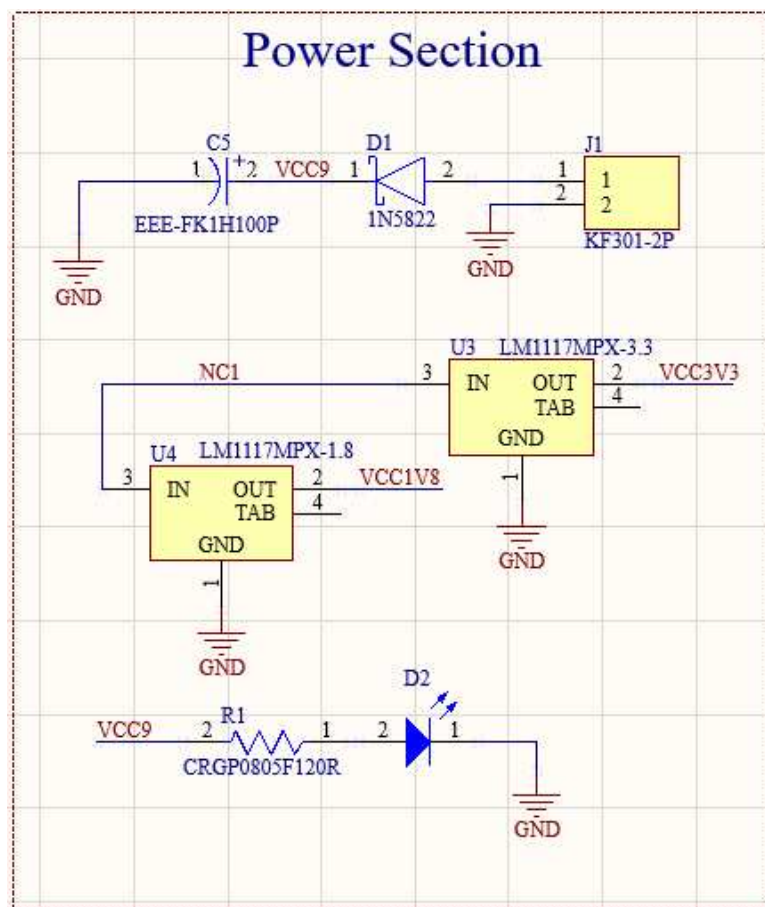 Power Section
C5
1
+
2
VCC9
1
D1
2
1
2
J1
1
2
EEE-FK1H100P
1N5822
KF301-2P
GND
GND
U3
LM1117MPX-3.3
NC1
3
IN
OUT
2
VCC3V3
TAB
4
GND
1
GND
U4
LM1117MPX-1.8
3
IN
OUT
2
VCC1V8
TAB
4
GND
1
GND
D2
VCC9
2
R1
1
2
1
CRGP0805F120R
GND